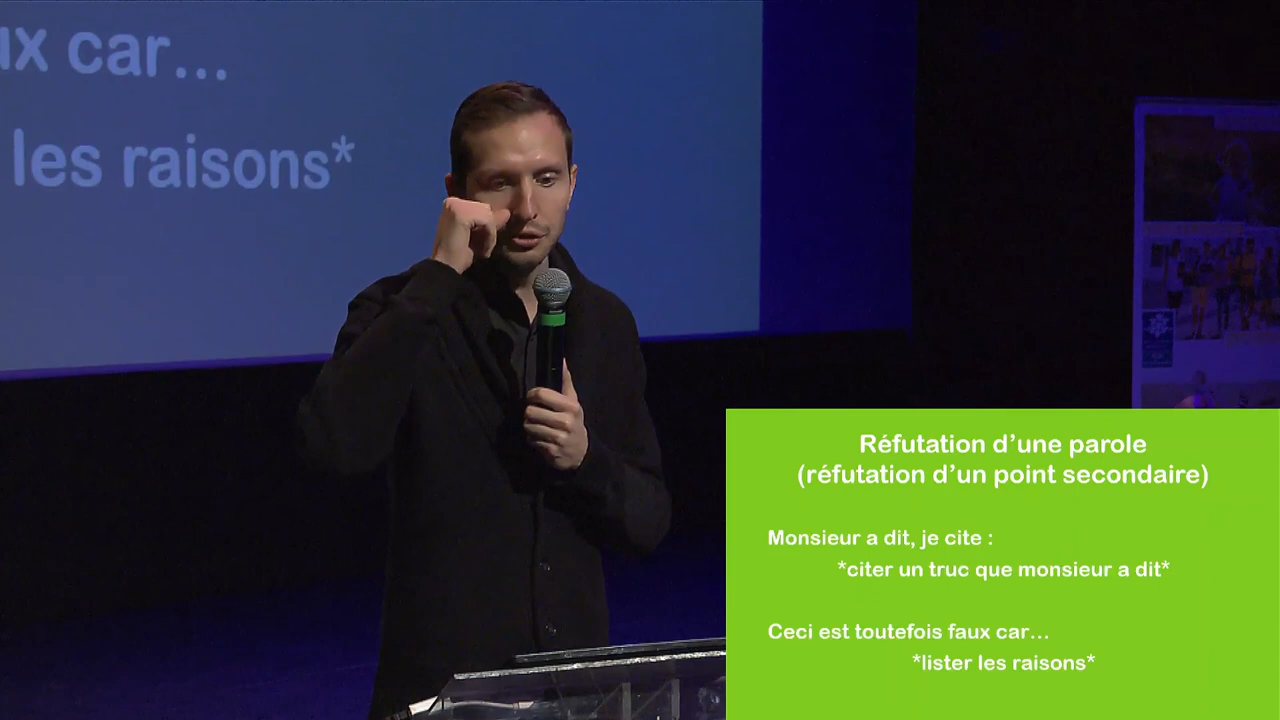 ux car…
les raisons*
Réfutation d’une parole
(réfutation d’un point secondaire)
Monsieur a dit, je cite :
*citer un truc que monsieur a dit*
Ceci est toutefois faux car…
*lister les raisons*